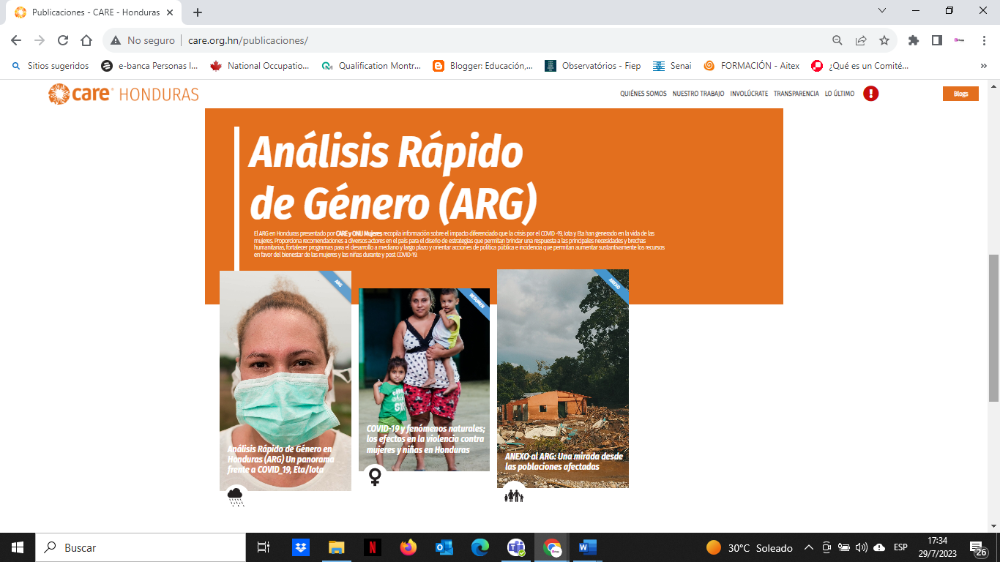 Publicaciones - CARE - Honduras
No seguro
care.org.hn/publicaciones/
Sitios sugeridos
e-banca Personas I...
National Occupatio...
Qualification Montr...
Blogger: Educación,...
Observatórios - Fiep
Senai
FORMACIÓN - Aitex
¿Qué es un Comité...
care HONDURAS
QUIÉNES SOMOS
NUESTRO TRABAJO
INVOLÚCRATE
TRANSPARENCIA
LO ÚLTIMO
Blogs
Análisis Rápido
de Género (ARG)
El ARG en Honduras presentado por CARE y ONU Mujeres recopila información sobre el impacto diferenciado que la crisis por el COVID -19, Iota y Eta han generado en la vida de las
mujeres. Proporciona recomendaciones a diversos actores en el país para el diseño de estrategias que permitan brindar una respuesta a las principales necesidades y brechas
humanitarias, fortalecer programas para el desarrollo a mediano y largo plazo y orientar acciones de política pública e incidencia que permitan aumentar sustantivamente los recursos
en favor del bienestar de las mujeres y las niñas durante y post COVID-19.
ARG
Análisis Rápido de Género en
Honduras (ARG) Un panorama
frente a COVID_19, Eta/Iota
RESUMEN
COVID-19 y fenómenos naturales;
los efectos en la violencia contra
mujeres y niñas en Honduras
ANEXO
ANEXO al ARG: Una mirada desde
las poblaciones afectadas
Buscar
30°C Soleado
ESP
17:34
29/7/2023
26